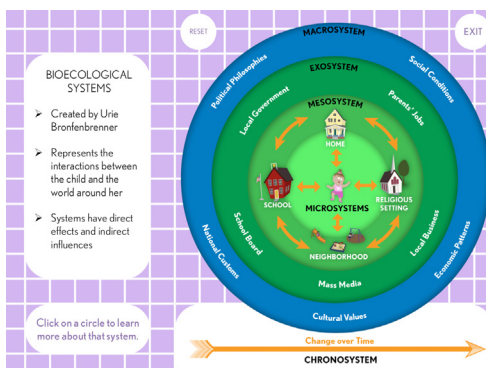 RESET
EXIT
BIOECOLOGICAL
SYSTEMS
➤ Created by Urie
Bronfenbrenner
➤ Represents the
interactions between
the child and the
world around her
➤ Systems have direct
effects and indirect
influences
Click on a circle to learn
more about that system.
MACROSYSTEM
Political Philosophies
Social Conditions
National Customs
Economic Patterns
Cultural Values
EXOSYSTEM
Local Government
Parents' Jobs
School Board
Local Business
Mass Media
MESOSYSTEM
HOME
SCHOOL
MICROSYSTEMS
RELIGIOUS
SETTING
NEIGHBORHOOD
Change over Time
CHRONOSYSTEM